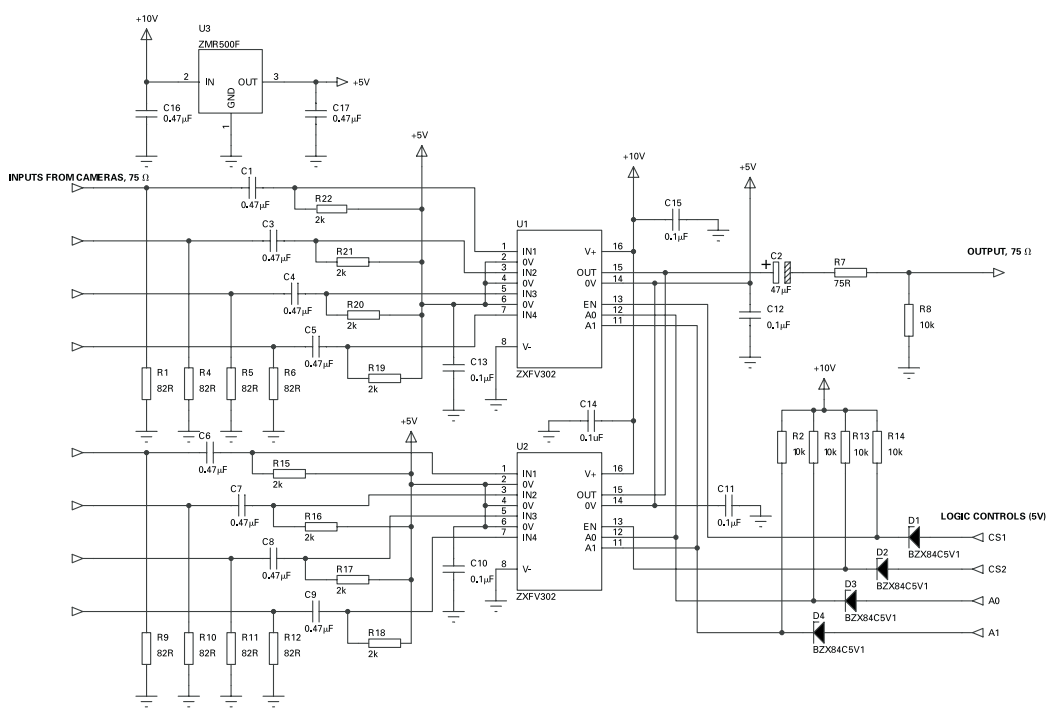 +10V
U3
ZMR500F
2
IN
OUT
3
+5V
GND
1
C16
0.47µF
C17
0.47µF
+5V
INPUTS FROM CAMERAS, 75 Ω
C1
0.47µF
R22
2k
C3
0.47µF
R21
2k
C4
0.47µF
R20
2k
C5
0.47µF
R19
2k
R1
82R
R4
82R
R5
82R
R6
82R
C13
0.1µF
U1
1
IN1
2
0V
3
IN2
4
0V
5
IN3
6
0V
7
IN4
8
V-
V+
16
OUT
15
0V
14
EN
13
A0
12
A1
11
ZXFV302
+10V
C15
0.1µF
+5V
+
C2
47µF
R7
75R
OUTPUT, 75 Ω
C12
0.1µF
R8
10k
C6
0.47µF
+5V
R15
2k
C7
0.47µF
R16
2k
C8
0.47µF
R17
2k
C9
0.47µF
R18
2k
R9
82R
R10
82R
R11
82R
R12
82R
C10
0.1µF
C14
0.1uF
U2
1
IN1
2
0V
3
IN2
4
0V
5
IN3
6
0V
7
IN4
8
V-
V+
16
OUT
15
0V
14
EN
13
A0
12
A1
11
ZXFV302
C11
0.1µF
+10V
R2
10k
R3
10k
R13
10k
R14
10k
LOGIC CONTROLS (5V)
D1
BZX84C5V1
CS1
D2
BZX84C5V1
CS2
D3
BZX84C5V1
A0
D4
BZX84C5V1
A1